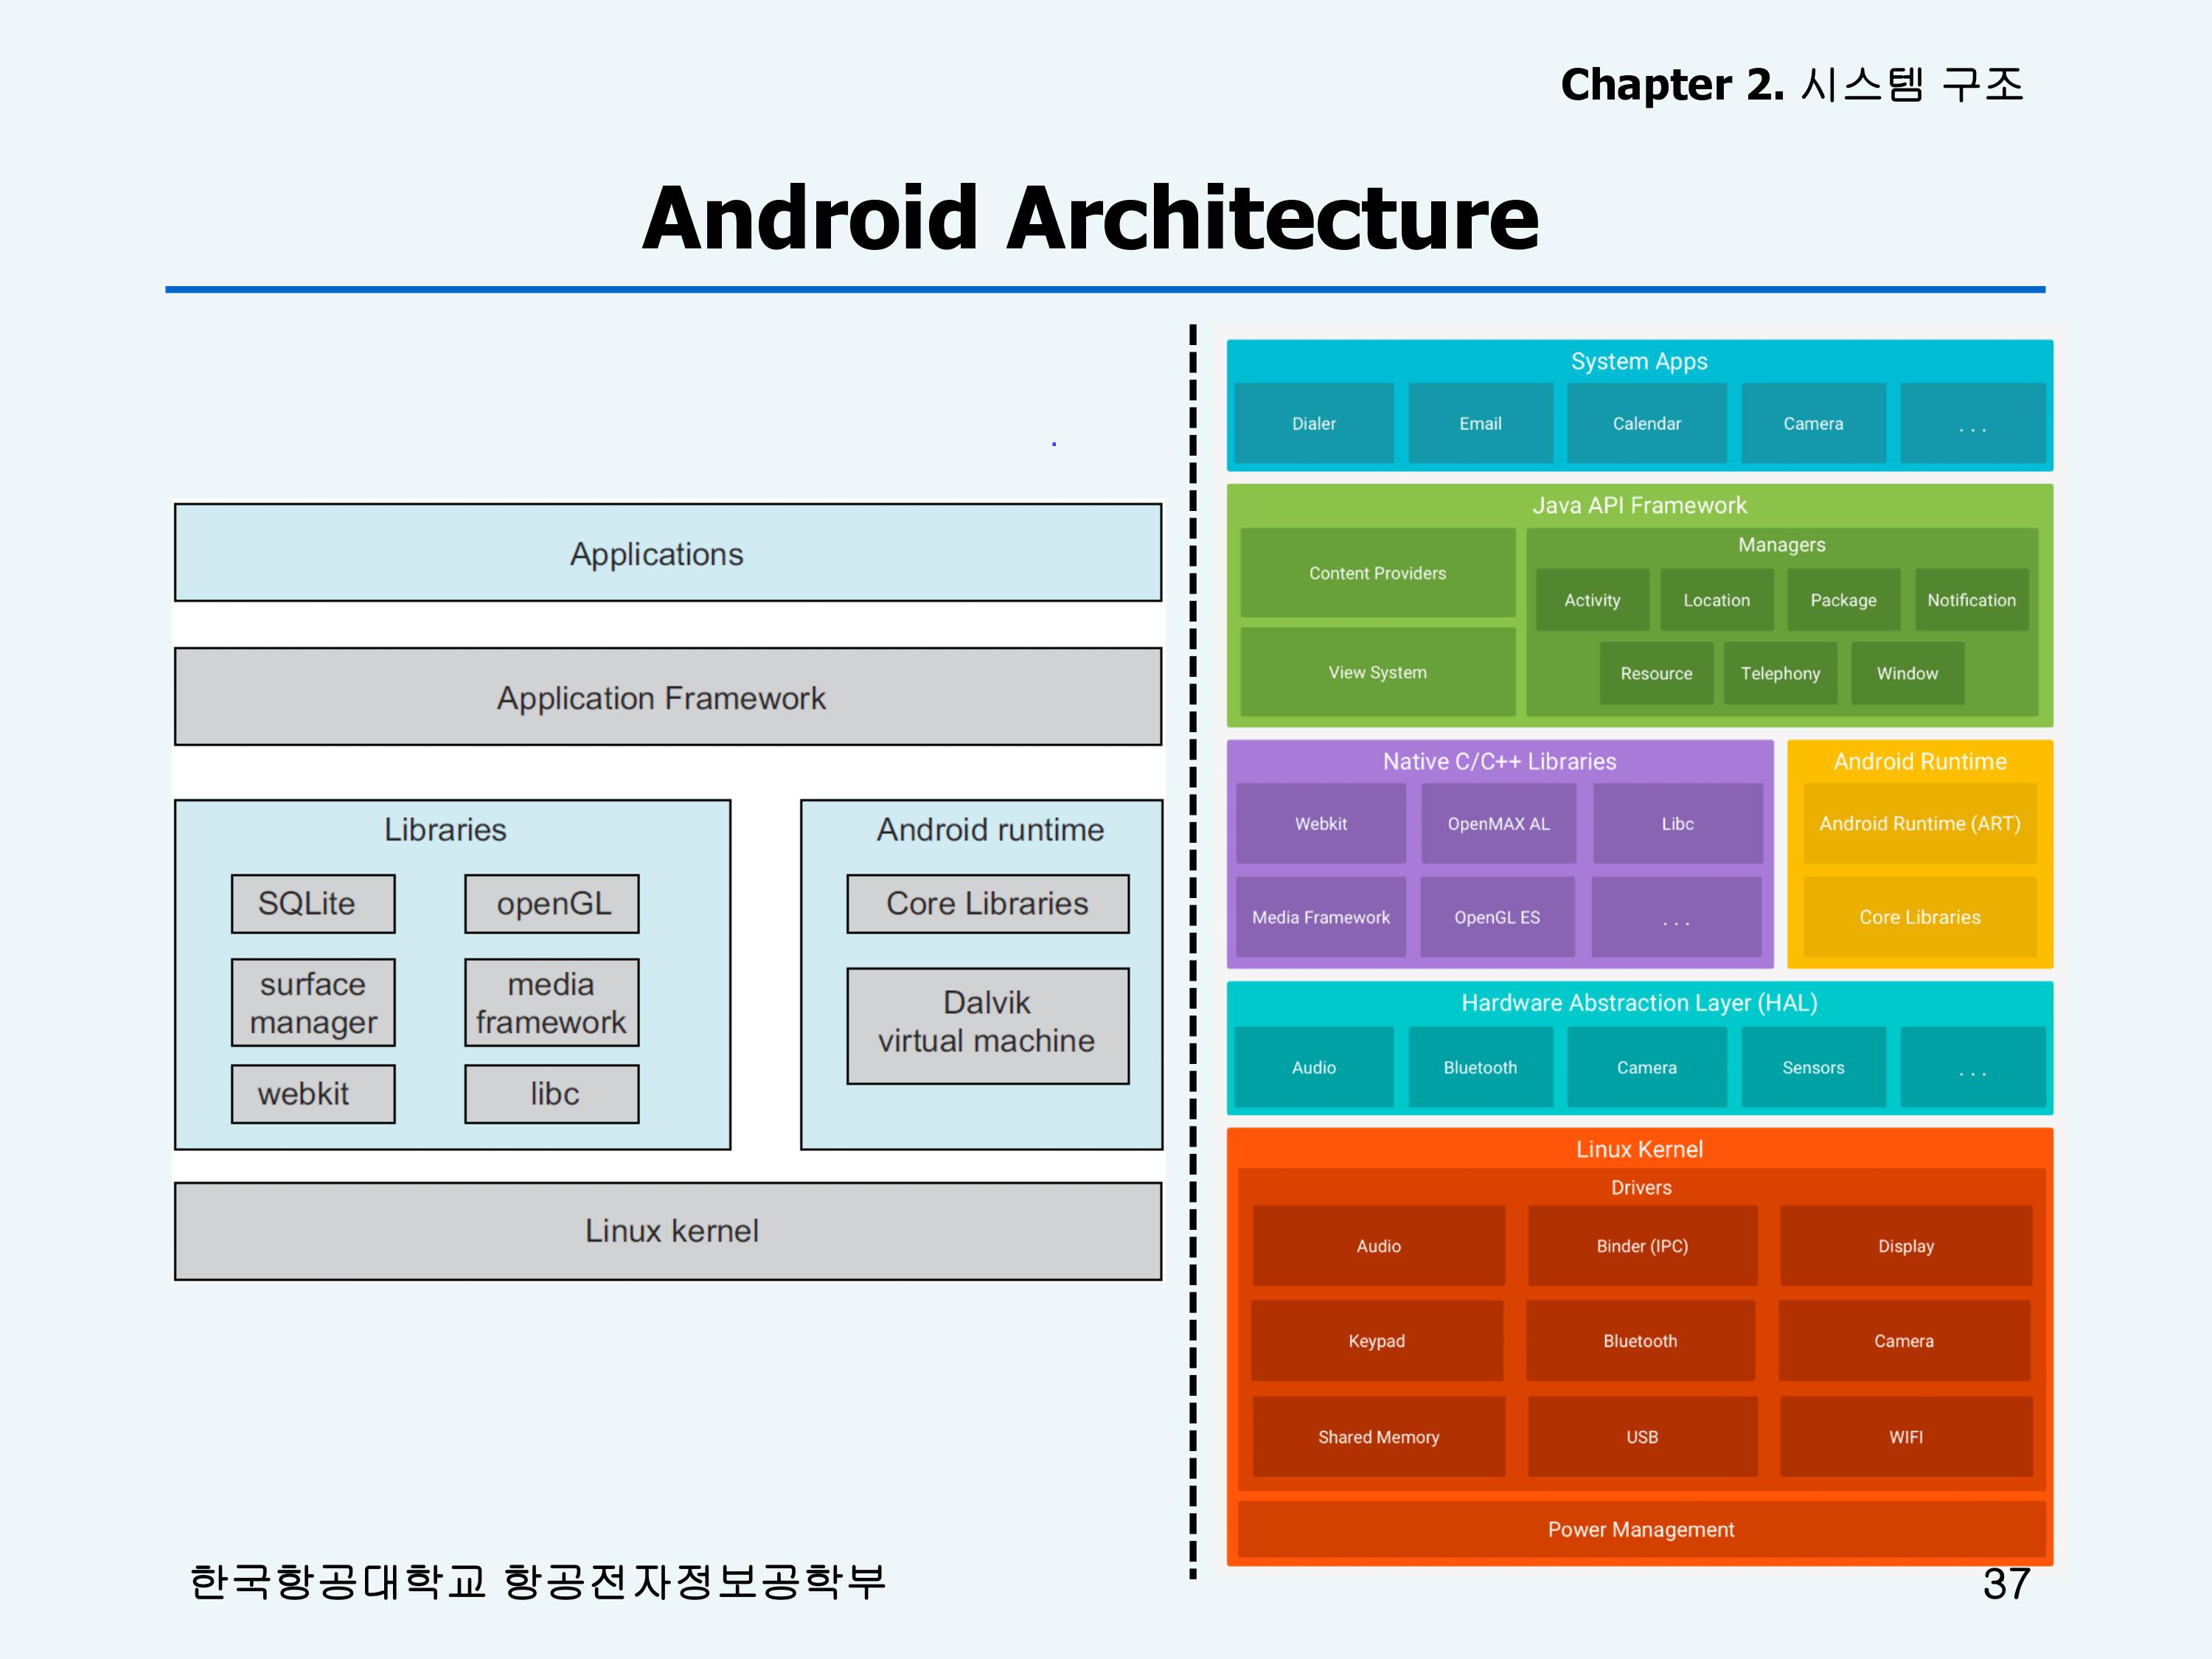 Chapter 2. 시스템 구조
Android Architecture
Applications
Application Framework
Libraries
SQLite
openGL
surface
manager
media
framework
webkit
libc
Android runtime
Core Libraries
Dalvik
virtual machine
Linux kernel
System Apps
Dialer
Email
Calendar
Camera
...
Java API Framework
Content Providers
View System
Managers
Activity
Location
Package
Notification
Resource
Telephony
Window
Native C/C++ Libraries
Webkit
OpenMAX AL
Libc
Media Framework
OpenGL ES
...
Android Runtime
Android Runtime (ART)
Core Libraries
Hardware Abstraction Layer (HAL)
Audio
Bluetooth
Camera
Sensors
...
Linux Kernel
Drivers
Audio
Binder (IPC)
Display
Keypad
Bluetooth
Camera
Shared Memory
USB
WIFI
Power Management
한국항공대학교 항공전자정보공학부
37